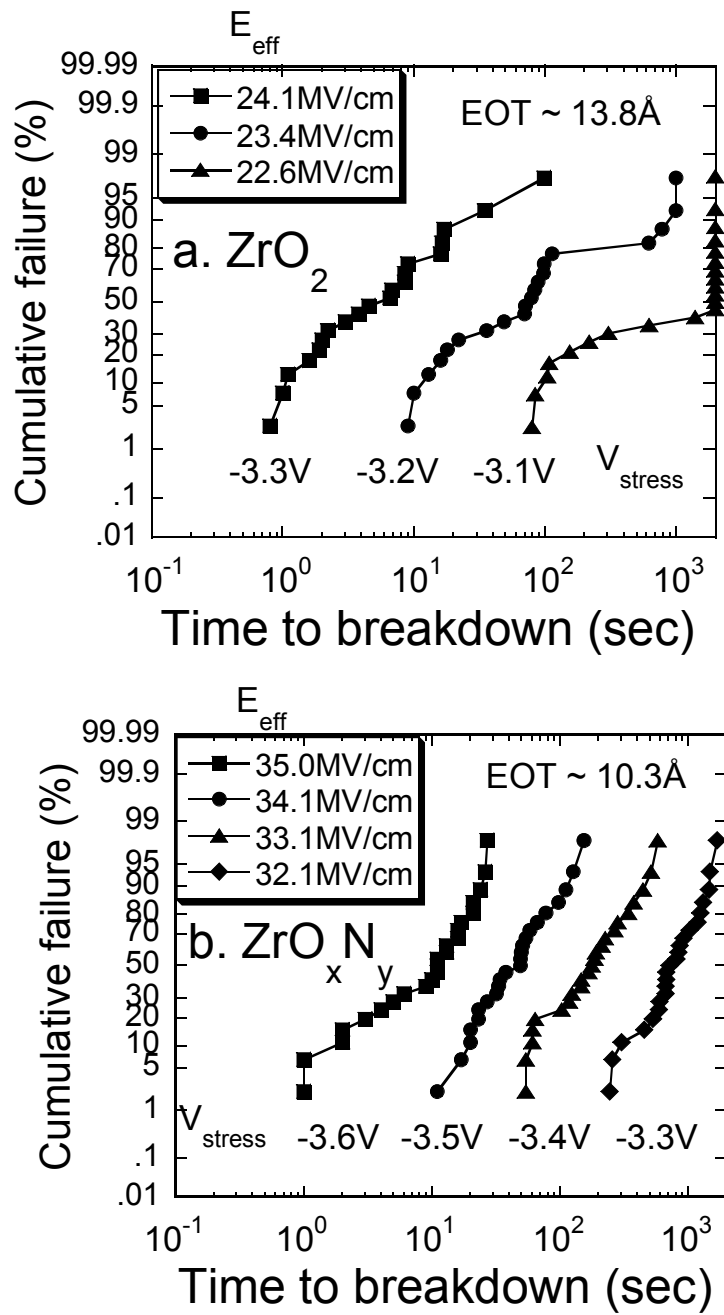 E_eff
24.1MV/cm
23.4MV/cm
22.6MV/cm
EOT ~ 13.8Å
a. ZrO_2
99.99
99.9
99
95
90
80
70
50
30
20
10
5
1
.1
.01
Cumulative failure (%)
-3.3V -3.2V -3.1V V_stress
10^-1 10^0 10^1 10^2 10^3
Time to breakdown (sec)
E_eff
35.0MV/cm
34.1MV/cm
33.1MV/cm
32.1MV/cm
EOT ~ 10.3Å
b. ZrO_xN_y
99.99
99.9
99
95
90
80
70
50
30
20
10
5
1
.1
.01
Cumulative failure (%)
V_stress -3.6V -3.5V -3.4V -3.3V
10^-1 10^0 10^1 10^2 10^3
Time to breakdown (sec)